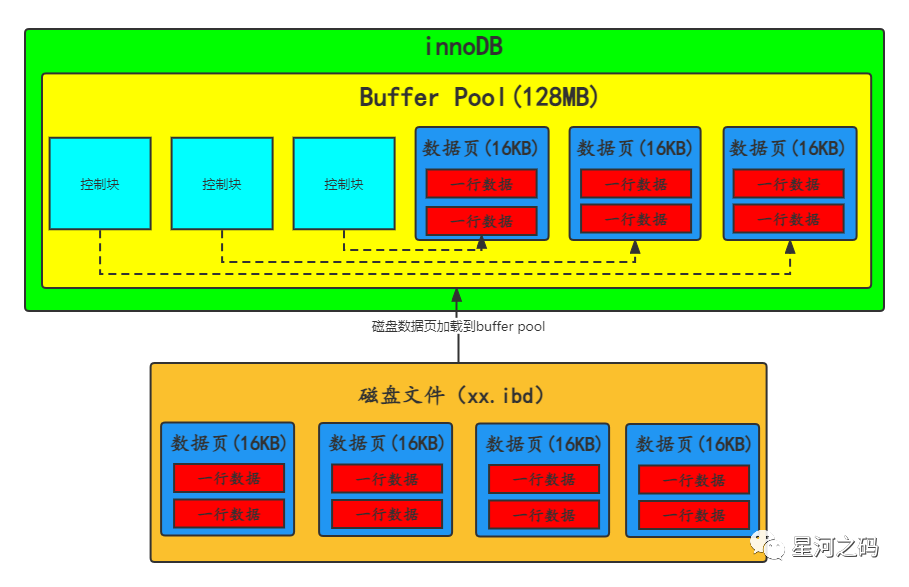 innoDB
Buffer Pool(128MB)
控制块
控制块
控制块
数据页(16KB)
一行数据
一行数据
数据页(16KB)
一行数据
一行数据
数据页(16KB)
一行数据
一行数据
磁盘数据页加载到buffer pool
磁盘文件（xx.ibd）
数据页(16KB)
一行数据
一行数据
数据页(16KB)
一行数据
一行数据
数据页(16KB)
一行数据
一行数据
数据页(16KB)
一行数据
一行数据
星河之码